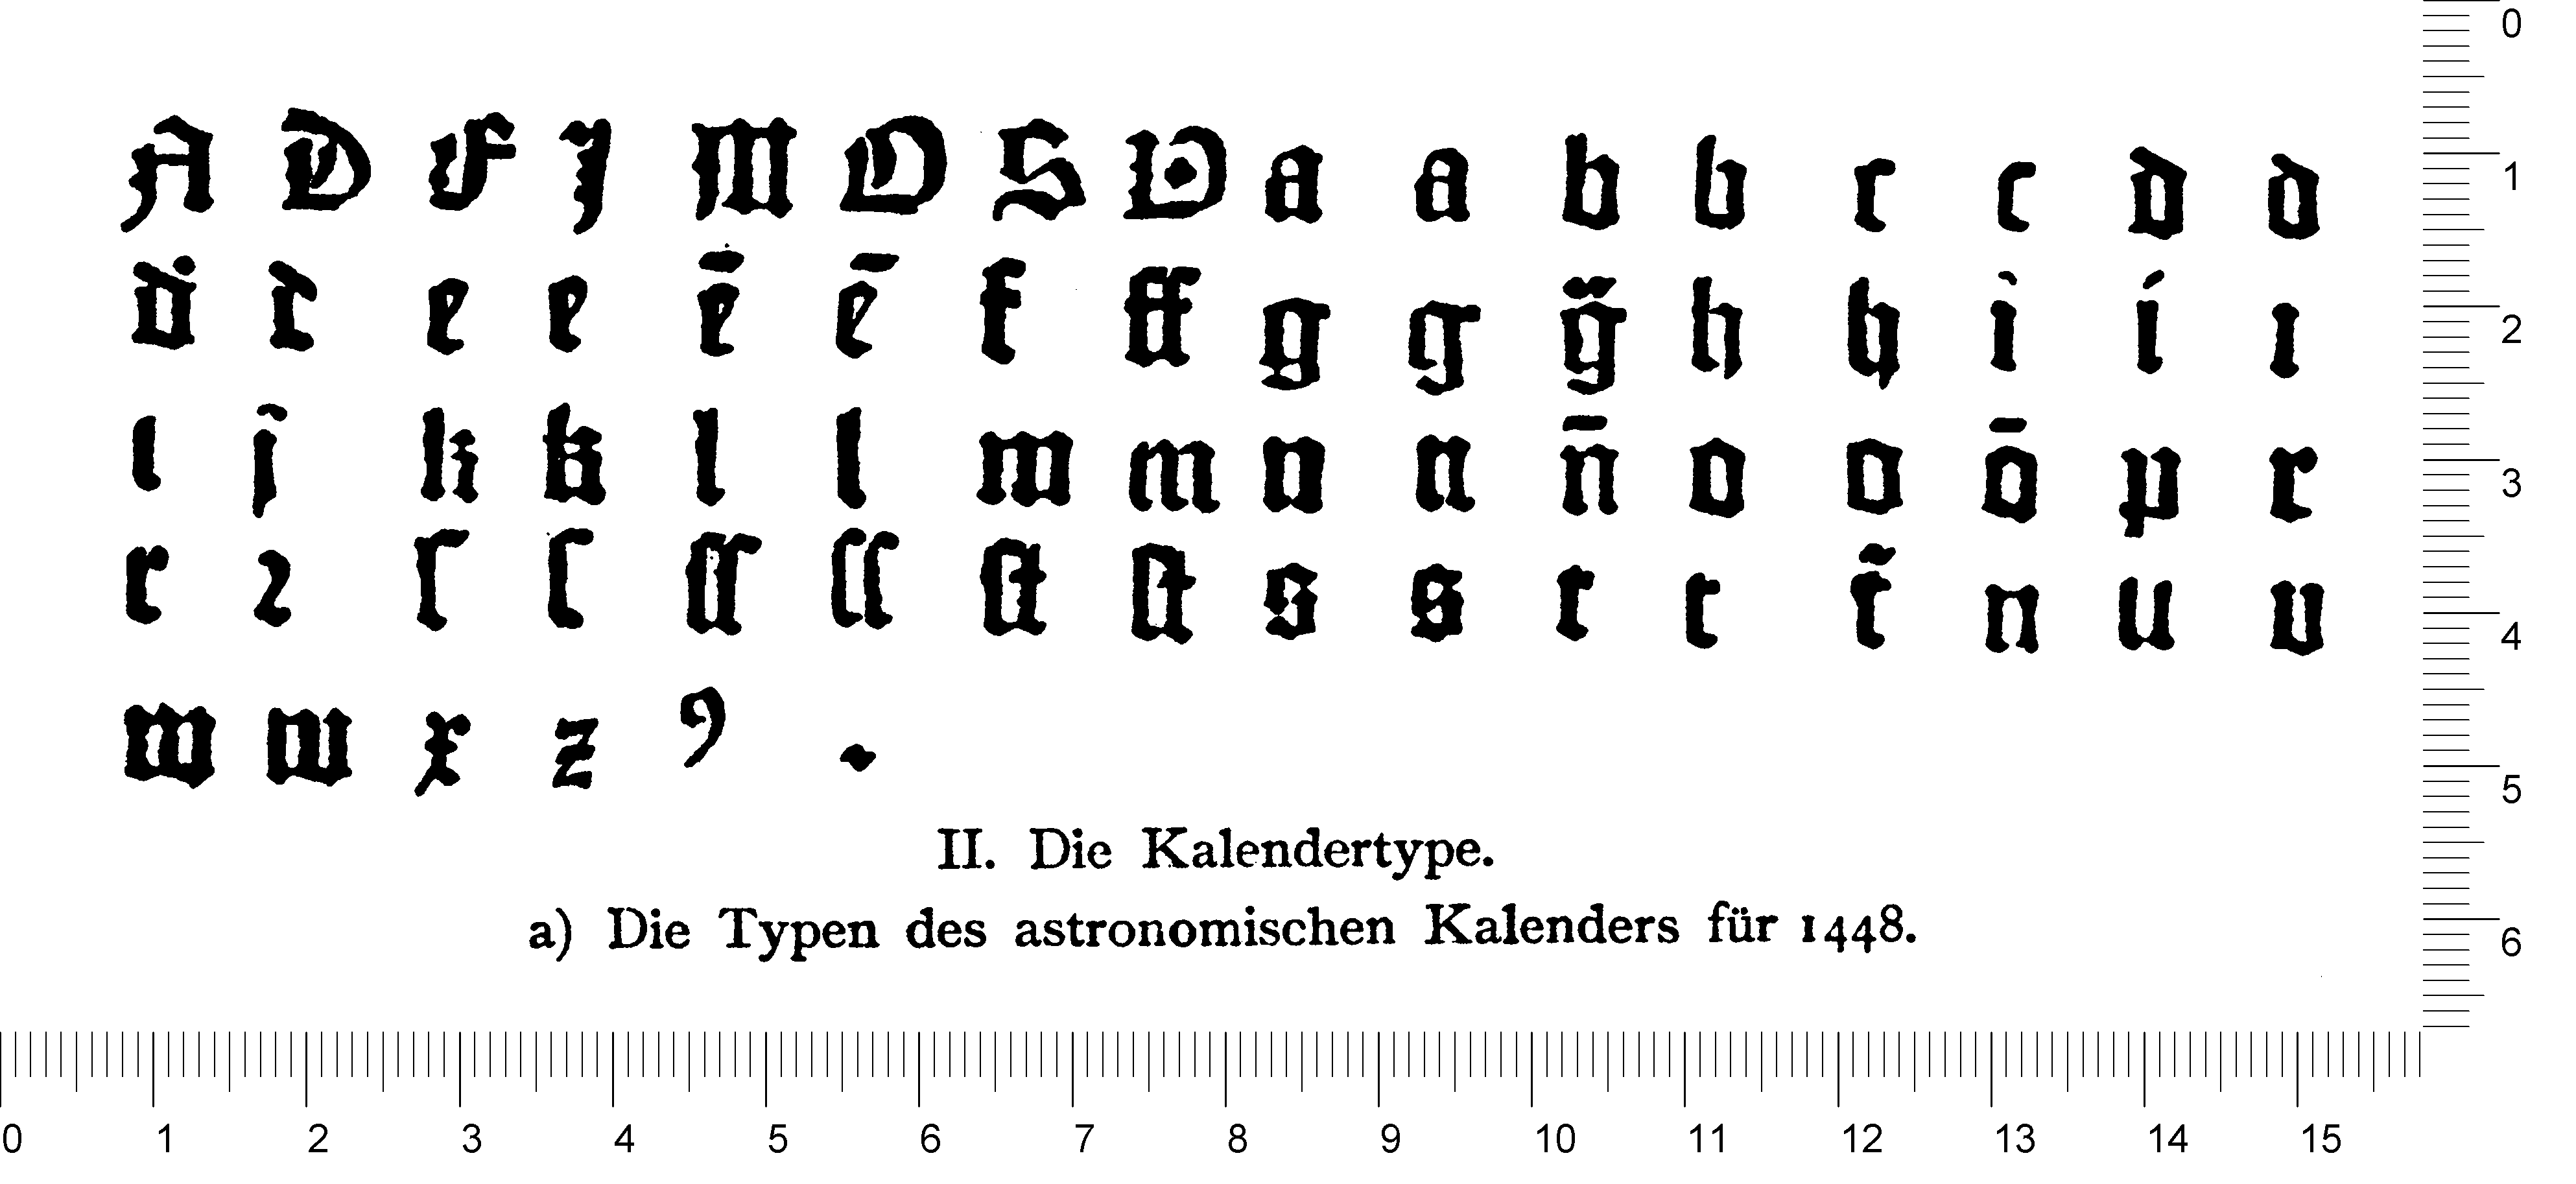 A D F J M O S V a a b b c c d d
d̾ d̾ e e ē ē f ff g g g̈ h h i í ı
ı j̃ k k l l m m n n n̄ o o ō p r
r ꝛ ſ ſ ſſ ſſ ſt ſt s s t t t̃ n u v
w w x z ꝰ .
II. Die Kalendertype.
a) Die Typen des astronomischen Kalenders für 1448.
0
1
2
3
4
5
6
0 1 2 3 4 5 6 7 8 9 10 11 12 13 14 15